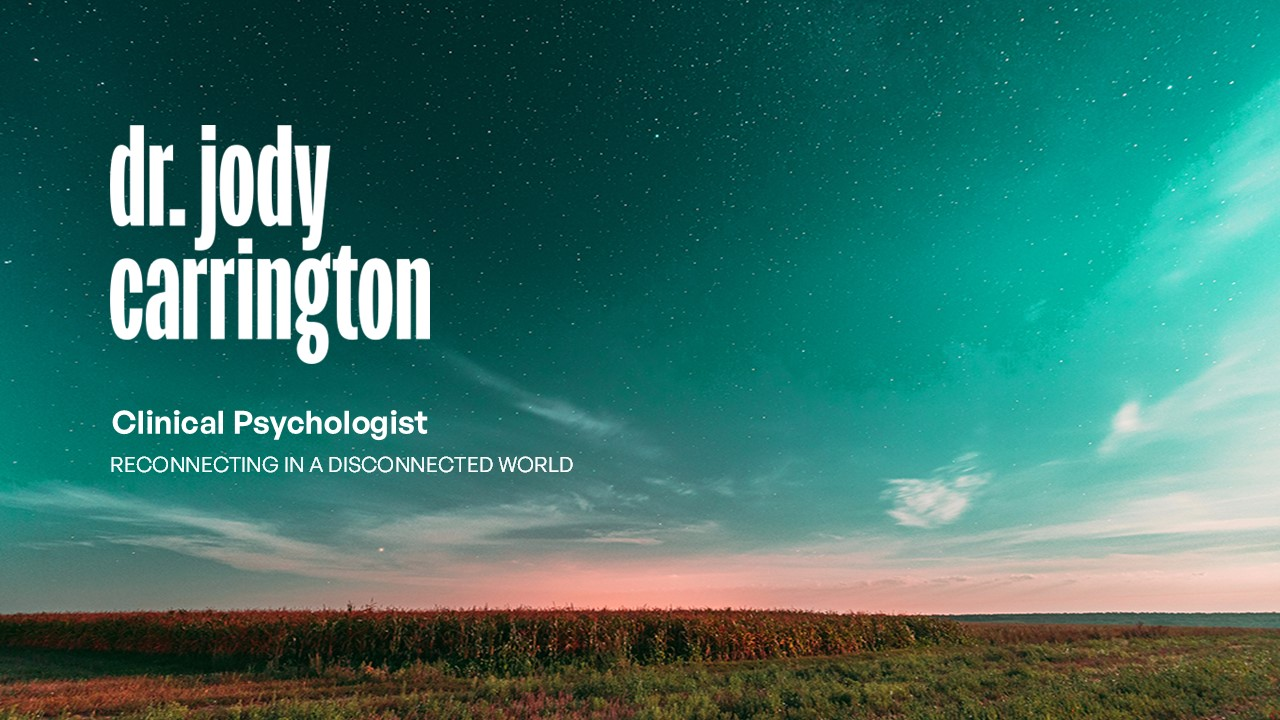 dr. jody
carrington
Clinical Psychologist
RECONNECTING IN A DISCONNECTED WORLD